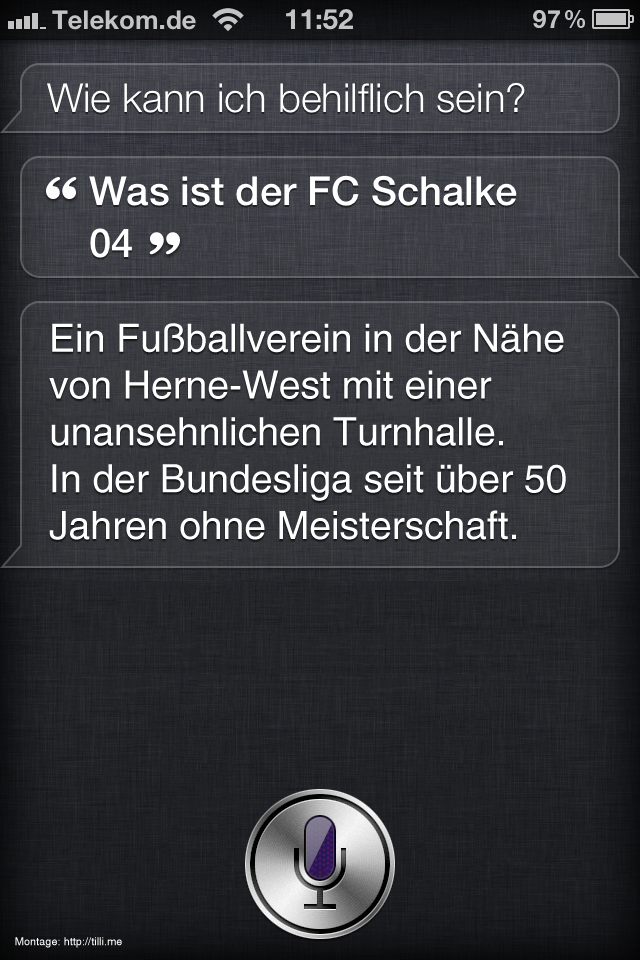 Telekom.de 11:52 97%
Wie kann ich behilflich sein?
“ Was ist der FC Schalke
04 ”
Ein Fußballverein in der Nähe
von Herne-West mit einer
unansehnlichen Turnhalle.
In der Bundesliga seit über 50
Jahren ohne Meisterschaft.
Montage: http://tilli.me